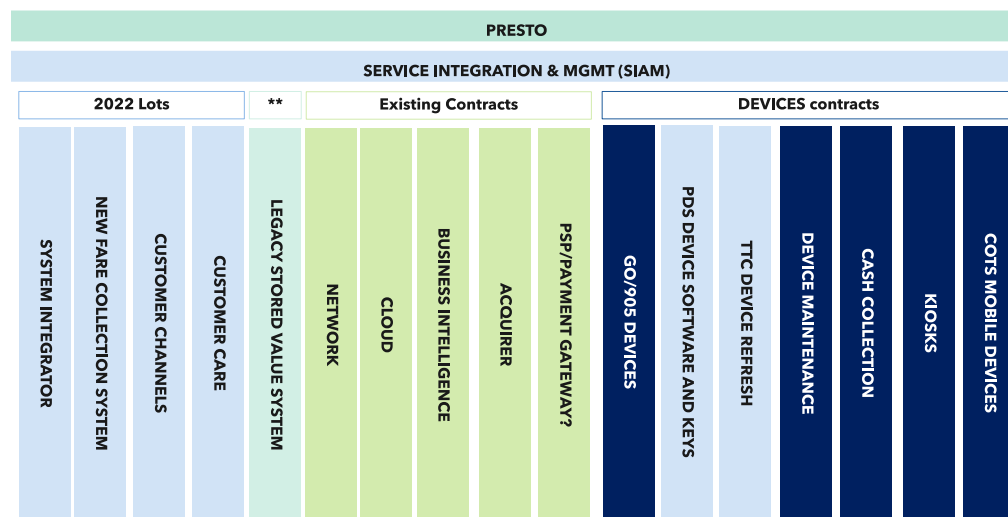 PRESTO
SERVICE INTEGRATION & MGMT (SIAM)
2022 Lots
**
Existing Contracts
DEVICES contracts
SYSTEM INTEGRATOR
NEW FARE COLLECTION SYSTEM
CUSTOMER CHANNELS
CUSTOMER CARE
LEGACY STORED VALUE SYSTEM
NETWORK
CLOUD
BUSINESS INTELLIGENCE
ACQUIRER
PSP/PAYMENT GATEWAY?
GO/905 DEVICES
PDS DEVICE SOFTWARE AND KEYS
TTC DEVICE REFRESH
DEVICE MAINTENANCE
CASH COLLECTION
KIOSKS
COTS MOBILE DEVICES